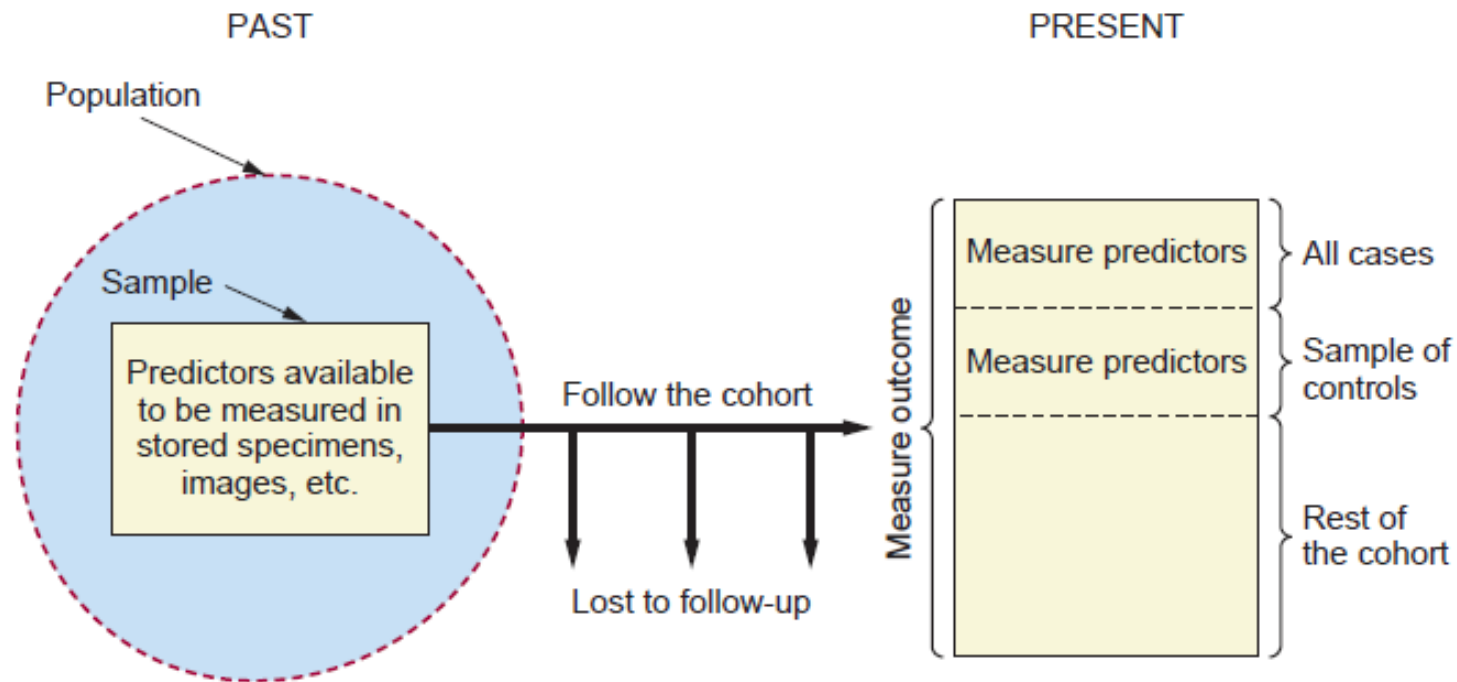 PAST
PRESENT
Population
Sample
Predictors available
to be measured in
stored specimens,
images, etc.
Follow the cohort
Lost to follow-up
Measure outcome
Measure predictors
All cases
Measure predictors
Sample of
controls
Rest of
the cohort